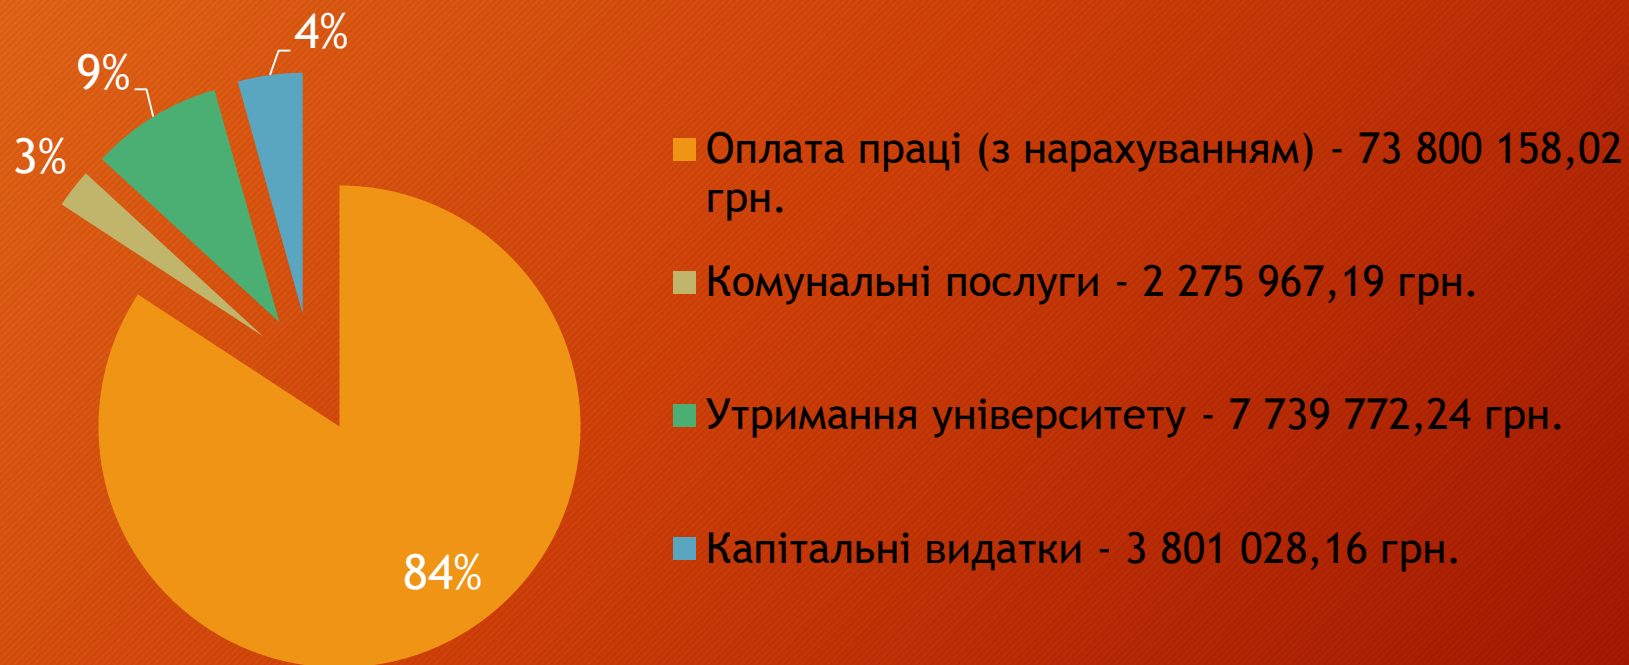 4%
9%
3%
84%
Оплата праці (з нарахуванням) - 73 800 158,02
грн.
Комунальні послуги - 2 275 967,19 грн.
Утримання університету - 7 739 772,24 грн.
Капітальні видатки - 3 801 028,16 грн.